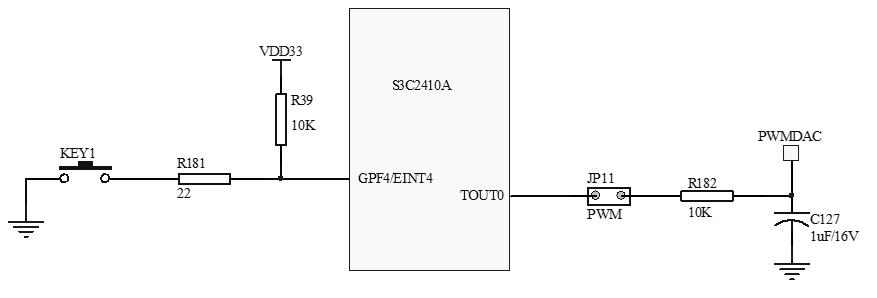 VDD33
R39
10K
KEY1
R181
22
S3C2410A
GPF4/EINT4
TOUT0
JP11
PWM
R182
10K
PWMDAC
C127
1uF/16V